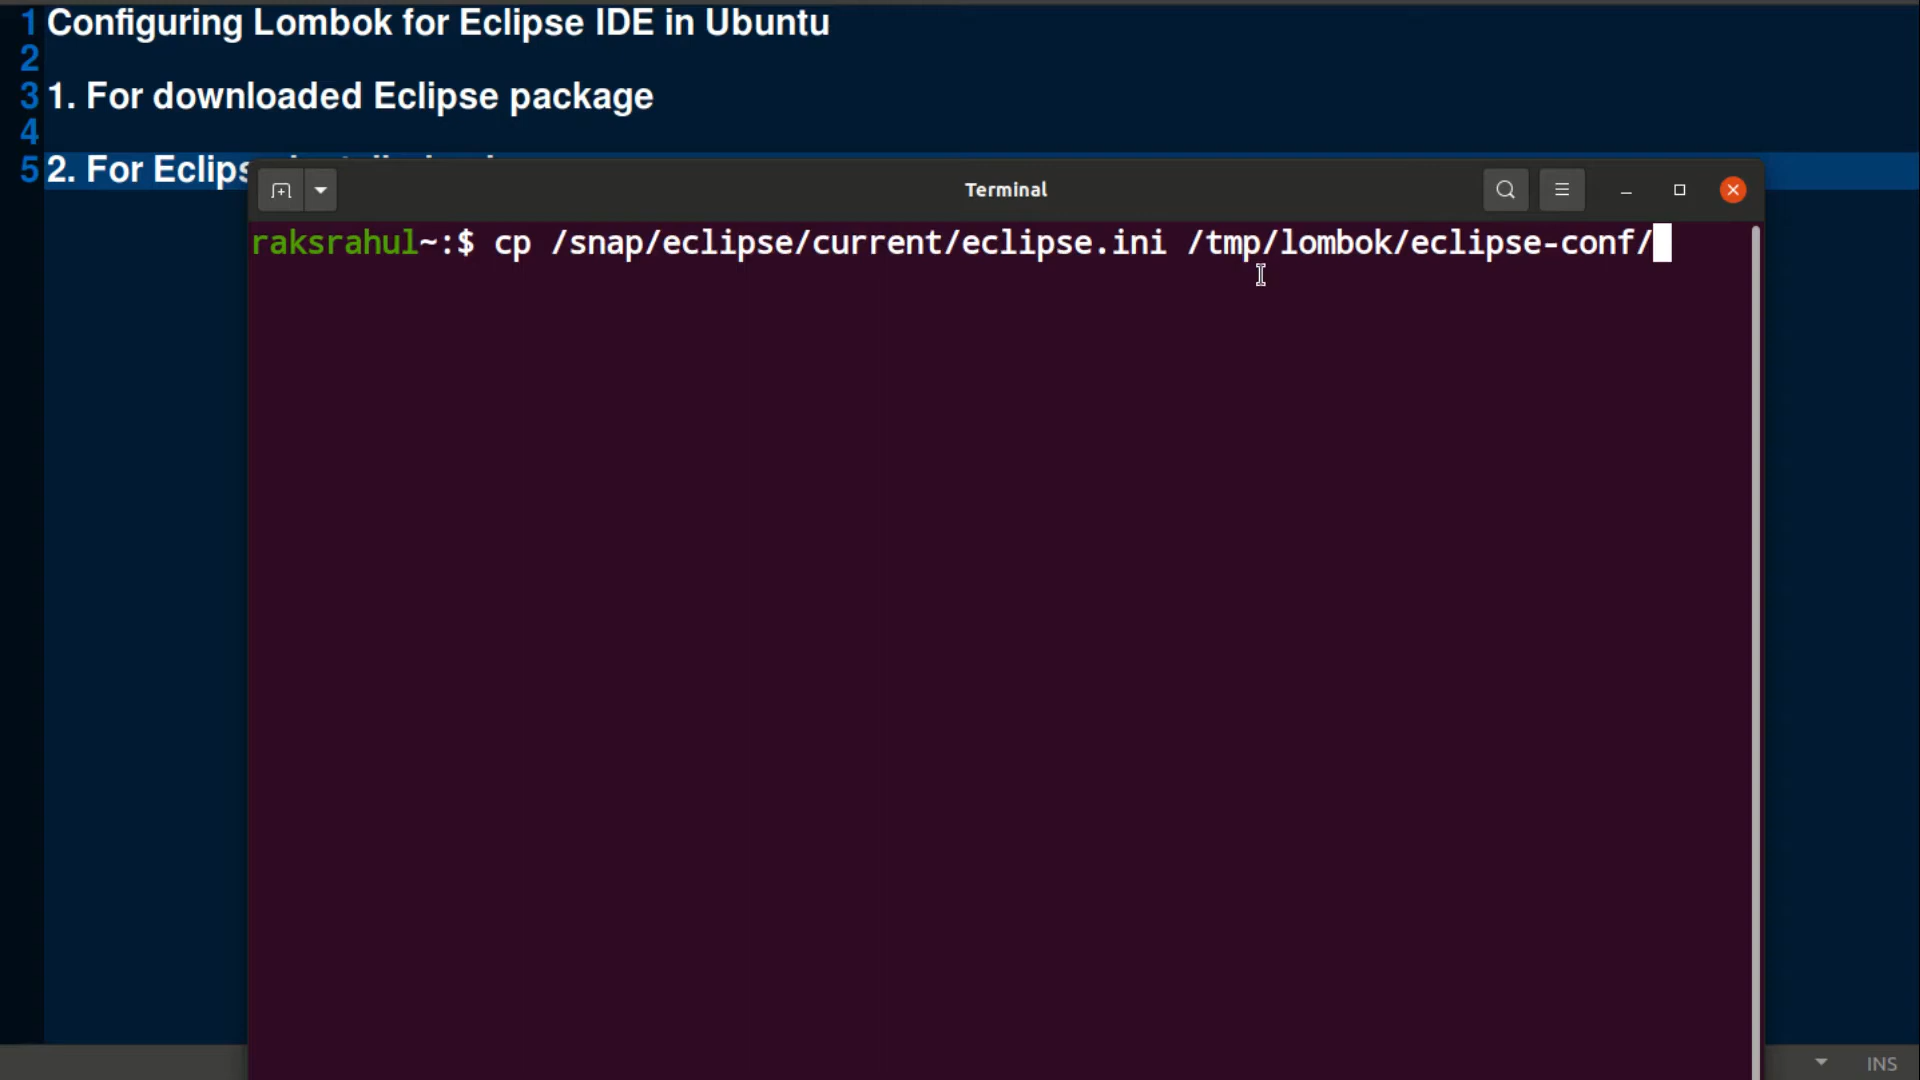 1 Configuring Lombok for Eclipse IDE in Ubuntu
2
3 1. For downloaded Eclipse package
4
5 2. For Eclips
Terminal
raksrahul~:$ cp /snap/eclipse/current/eclipse.ini /tmp/lombok/eclipse-conf/
INS